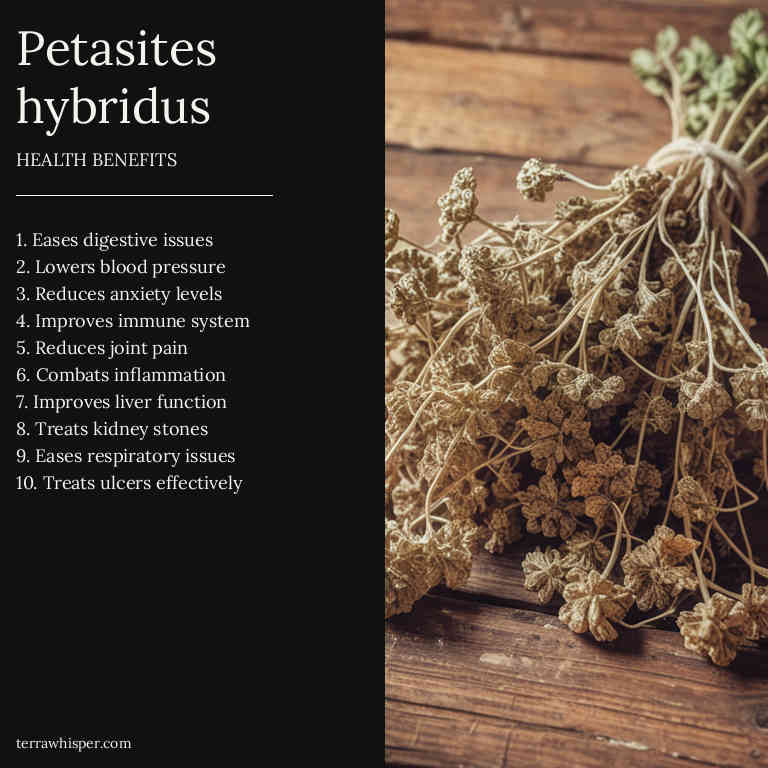 Petasites
hybridus
HEALTH BENEFITS
1. Eases digestive issues
2. Lowers blood pressure
3. Reduces anxiety levels
4. Improves immune system
5. Reduces joint pain
6. Combats inflammation
7. Improves liver function
8. Treats kidney stones
9. Eases respiratory issues
10. Treats ulcers effectively
terrawhisper.com